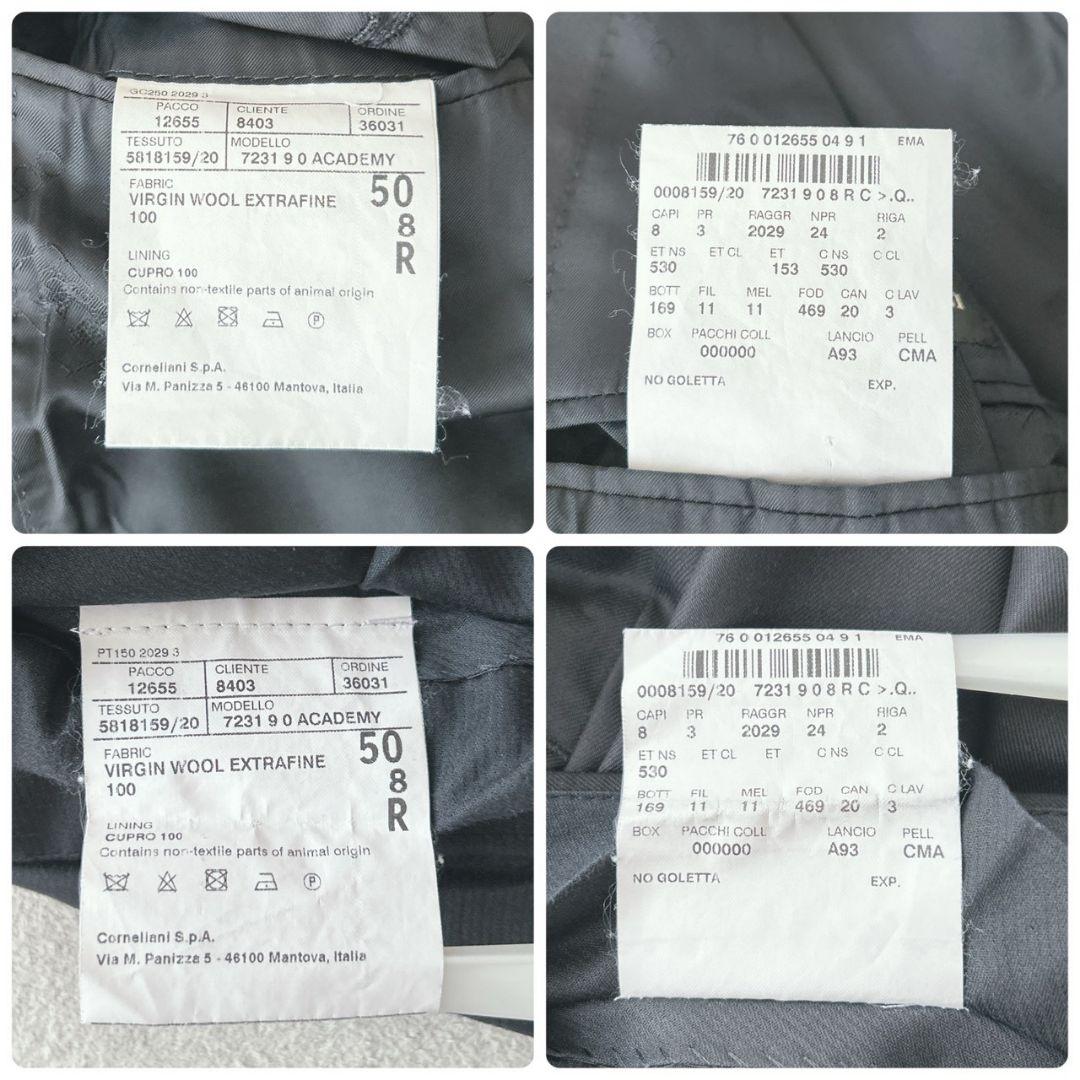 GC250 2029 3
PACCO CLIENTE ORDINE
12655 8403 36031
TESSUTO MODELLO
5818159/20 7231 9 0 ACADEMY
FABRIC
VIRGIN WOOL EXTRAFINE
100
50
8
R
LINING
CUPRO 100
Contains non-textile parts of animal origin
P
Corneliani S.p.A.
Via M. Panizza 5 - 46100 Mantova, Italia
76 0 012655 04 9 1 EMA
0008159/20 7231 9 0 8 R C >.Q..
CAPI PR RAGGR NPR RIGA
8 3 2029 24 2
ET NS ET CL ET C NS C CL
530 153 530
BOTT FIL MEL FOD CAN C LAV
169 11 11 469 20 3
BOX PACCHI COLL LANCIO PELL
000000 A93 CMA
NO GOLETTA EXP.
PT150 2029 3
PACCO CLIENTE ORDINE
12655 8403 36031
TESSUTO MODELLO
5818159/20 7231 9 0 ACADEMY
FABRIC
VIRGIN WOOL EXTRAFINE
100
50
8
R
LINING
CUPRO 100
Contains non-textile parts of animal origin
P
Corneliani S.p.A.
Via M. Panizza 5 - 46100 Mantova, Italia
76 0 012655 04 9 1 EMA
0008159/20 7231 9 0 8 R C >.Q..
CAPI PR RAGGR NPR RIGA
8 3 2029 24 2
ET NS ET CL ET C NS C CL
530
BOTT FIL MEL FOD CAN C LAV
169 11 11 469 20 3
BOX PACCHI COLL LANCIO PELL
000000 A93 CMA
NO GOLETTA EXP.